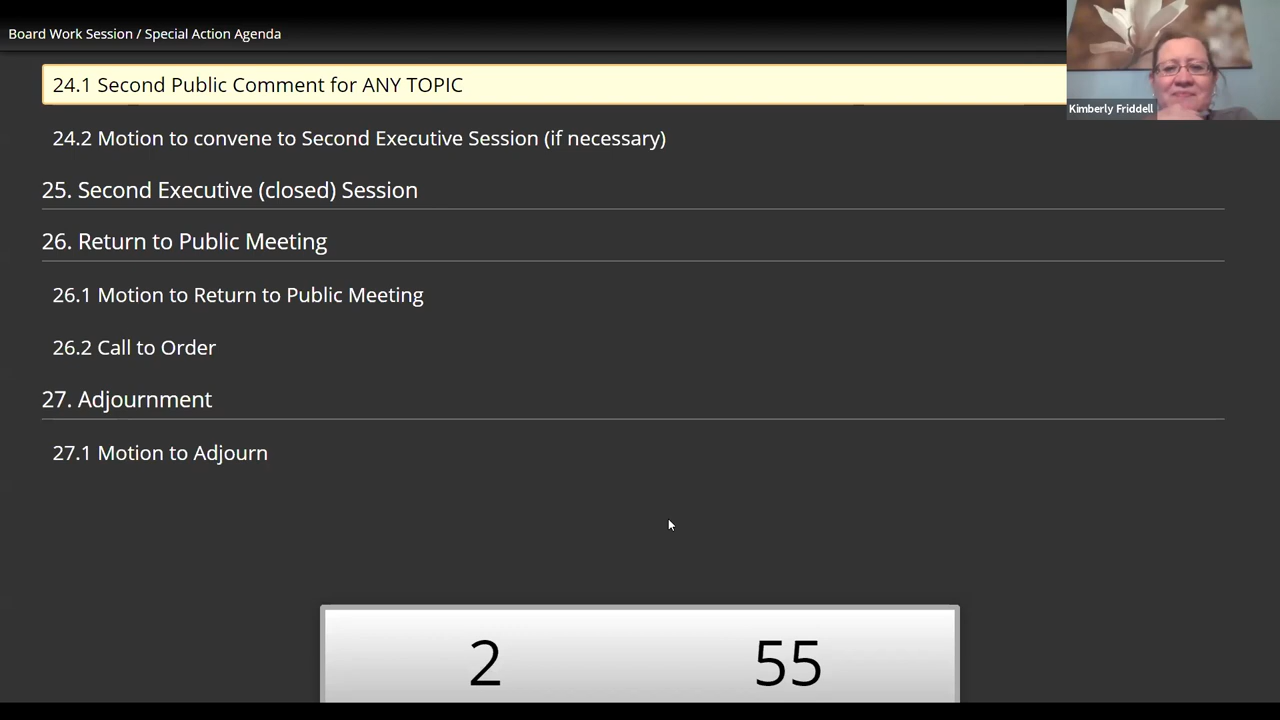 Board Work Session / Special Action Agenda
24.1 Second Public Comment for ANY TOPIC
Kimberly Friddell
24.2 Motion to convene to Second Executive Session (if necessary)
25. Second Executive (closed) Session
26. Return to Public Meeting
26.1 Motion to Return to Public Meeting
26.2 Call to Order
27. Adjournment
27.1 Motion to Adjourn
2 55